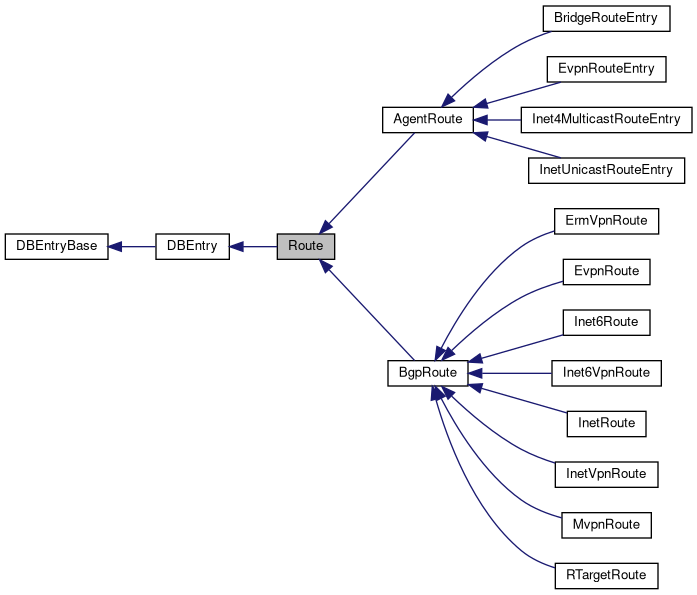 BridgeRouteEntry
EvpnRouteEntry
AgentRoute
Inet4MulticastRouteEntry
InetUnicastRouteEntry
ErmVpnRoute
DBEntryBase
DBEntry
Route
EvpnRoute
Inet6Route
BgpRoute
Inet6VpnRoute
InetRoute
InetVpnRoute
MvpnRoute
RTargetRoute